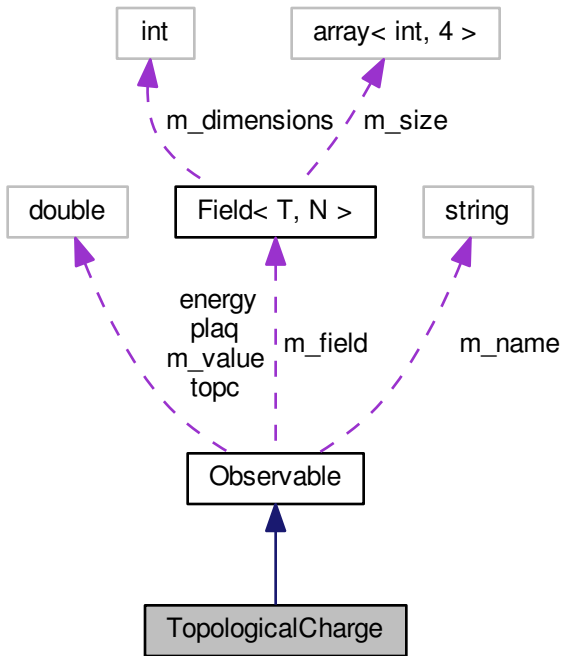 int
array< int, 4 >
m_dimensions
m_size
double
Field< T, N >
string
energy
plaq
m_value
topc
m_field
m_name
Observable
TopologicalCharge